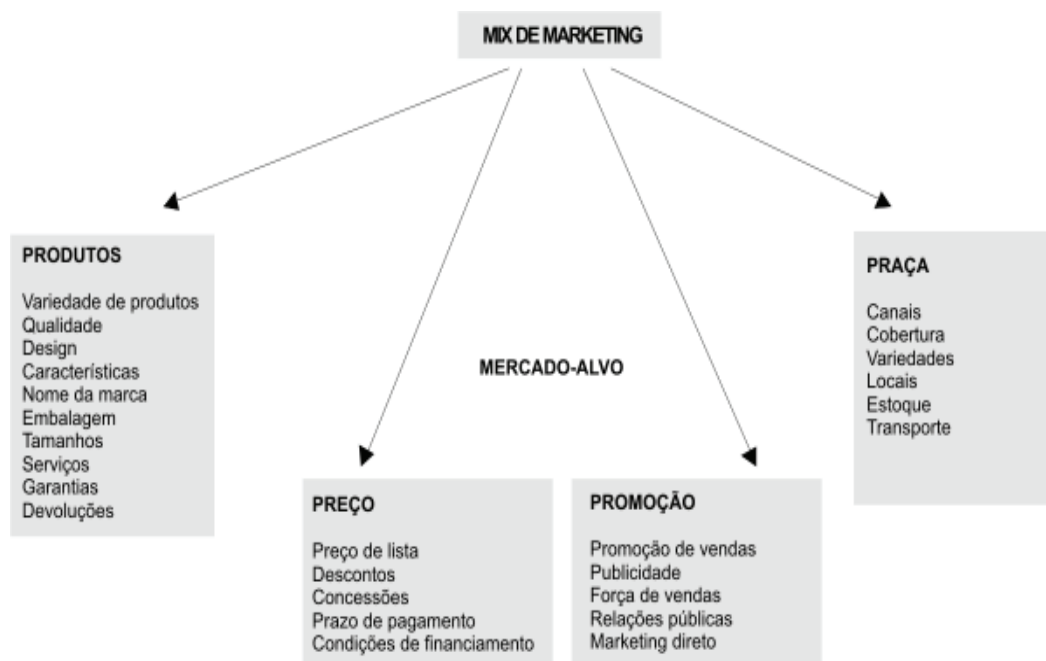 MIX DE MARKETING
PRODUTOS
Variedade de produtos
Qualidade
Design
Características
Nome da marca
Embalagem
Tamanhos
Serviços
Garantias
Devoluções
MERCADO-ALVO
PREÇO
Preço de lista
Descontos
Concessões
Prazo de pagamento
Condições de financiamento
PROMOÇÃO
Promoção de vendas
Publicidade
Força de vendas
Relações públicas
Marketing direto
PRAÇA
Canais
Cobertura
Variedades
Locais
Estoque
Transporte